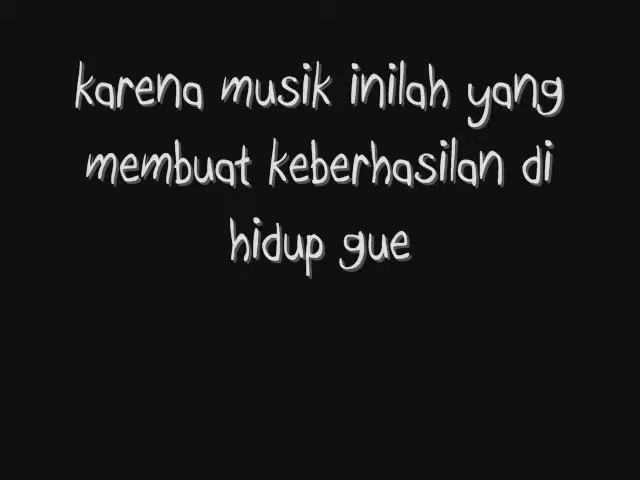 karena musik inilah yang
membuat keberhasilan di
hidup gue